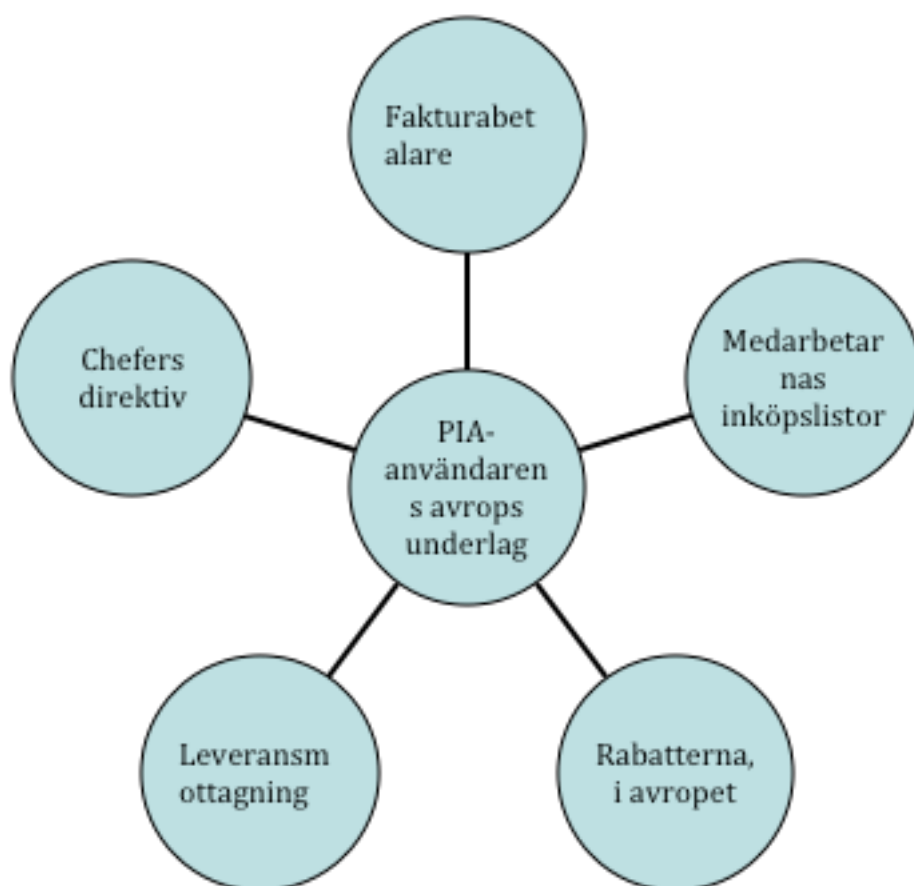 Fakturabet
alare
Chefers
direktiv
Medarbetar
nas
inköpslistor
PIA-
användaren
s avrops
underlag
Leveransm
ottagning
Rabatterna,
i avropet